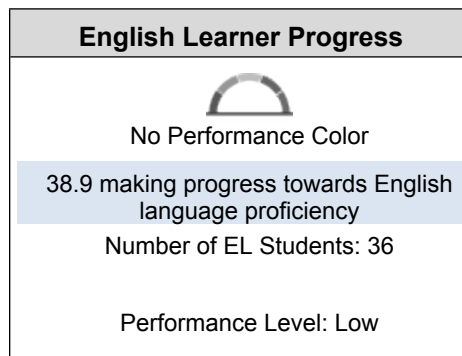 English Learner Progress
No Performance Color
38.9 making progress towards English
language proficiency
Number of EL Students: 36
Performance Level: Low